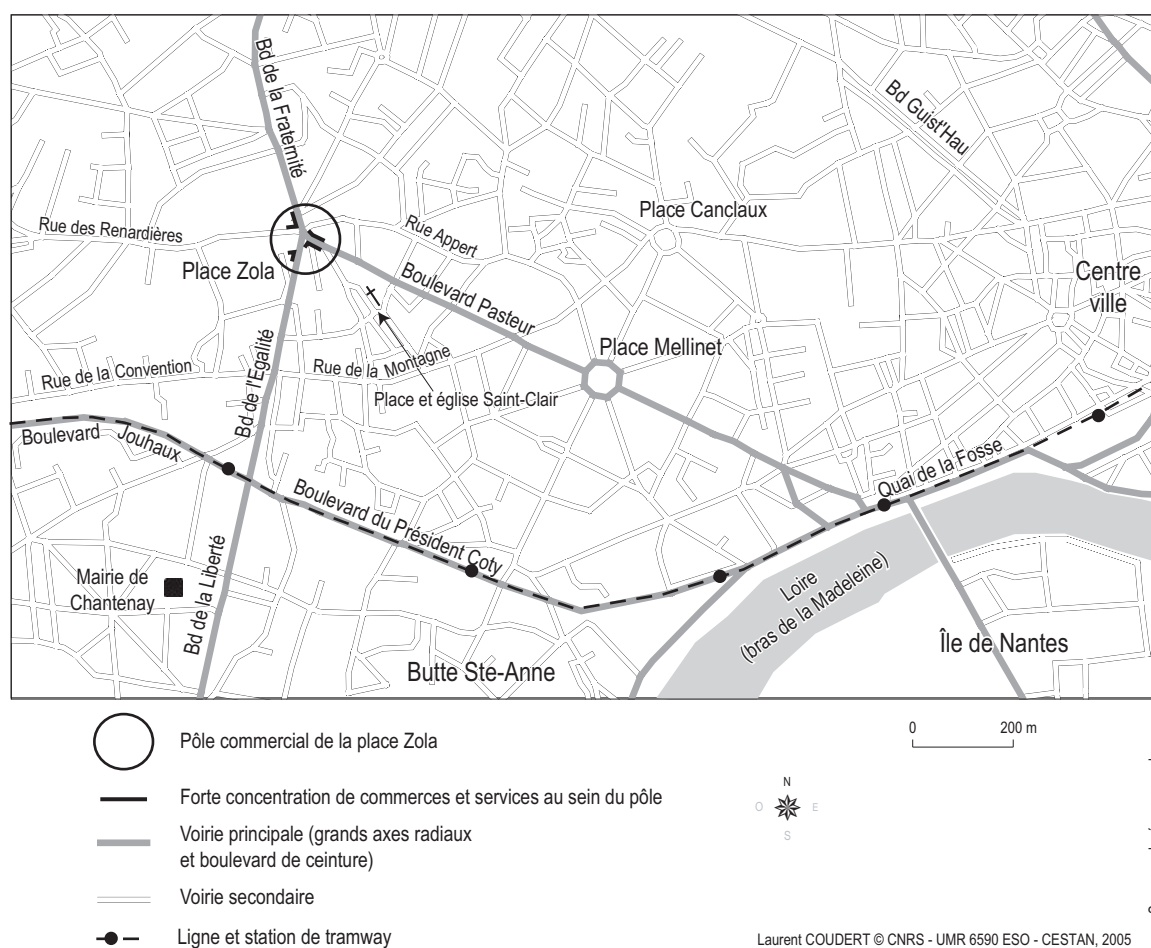 Bd de la Fraternité
Bd Guist'Hau
Place Canclaux
Rue des Renardières
Rue Appert
Place Zola
Boulevard Pasteur
Centre
ville
Place Mellinet
Bd de l'Egalité
Rue de la Montagne
Rue de la Convention
Place et église Saint-Clair
Boulevard Jouhaux
Quai de la Fosse
Boulevard du Président Coty
Mairie de
Chantenay
Bd de la Liberté
Loire
(bras de la Madeleine)
Île de Nantes
Butte Ste-Anne
Pôle commercial de la place Zola
0 200 m
Forte concentration de commerces et services au sein du pôle
N
O E
S
Voirie principale (grands axes radiaux
et boulevard de ceinture)
Voirie secondaire
Ligne et station de tramway
Laurent COUDERT © CNRS - UMR 6590 ESO - CESTAN, 2005